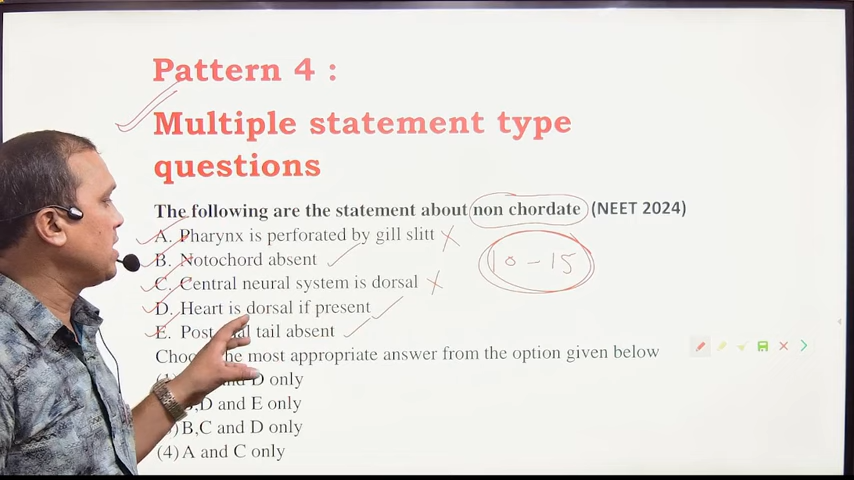 Pattern 4 :
Multiple statement type
questions
The following are the statement about non chordate (NEET 2024)
A. Pharynx is perforated by gill slitt
B. Notochord absent
10 - 15
C. Central neural system is dorsal
D. Heart is dorsal if present
E. Post tail absent
the most appropriate answer from the option given below
and D only
,D and E only
)B,C and D only
(4) A and C only